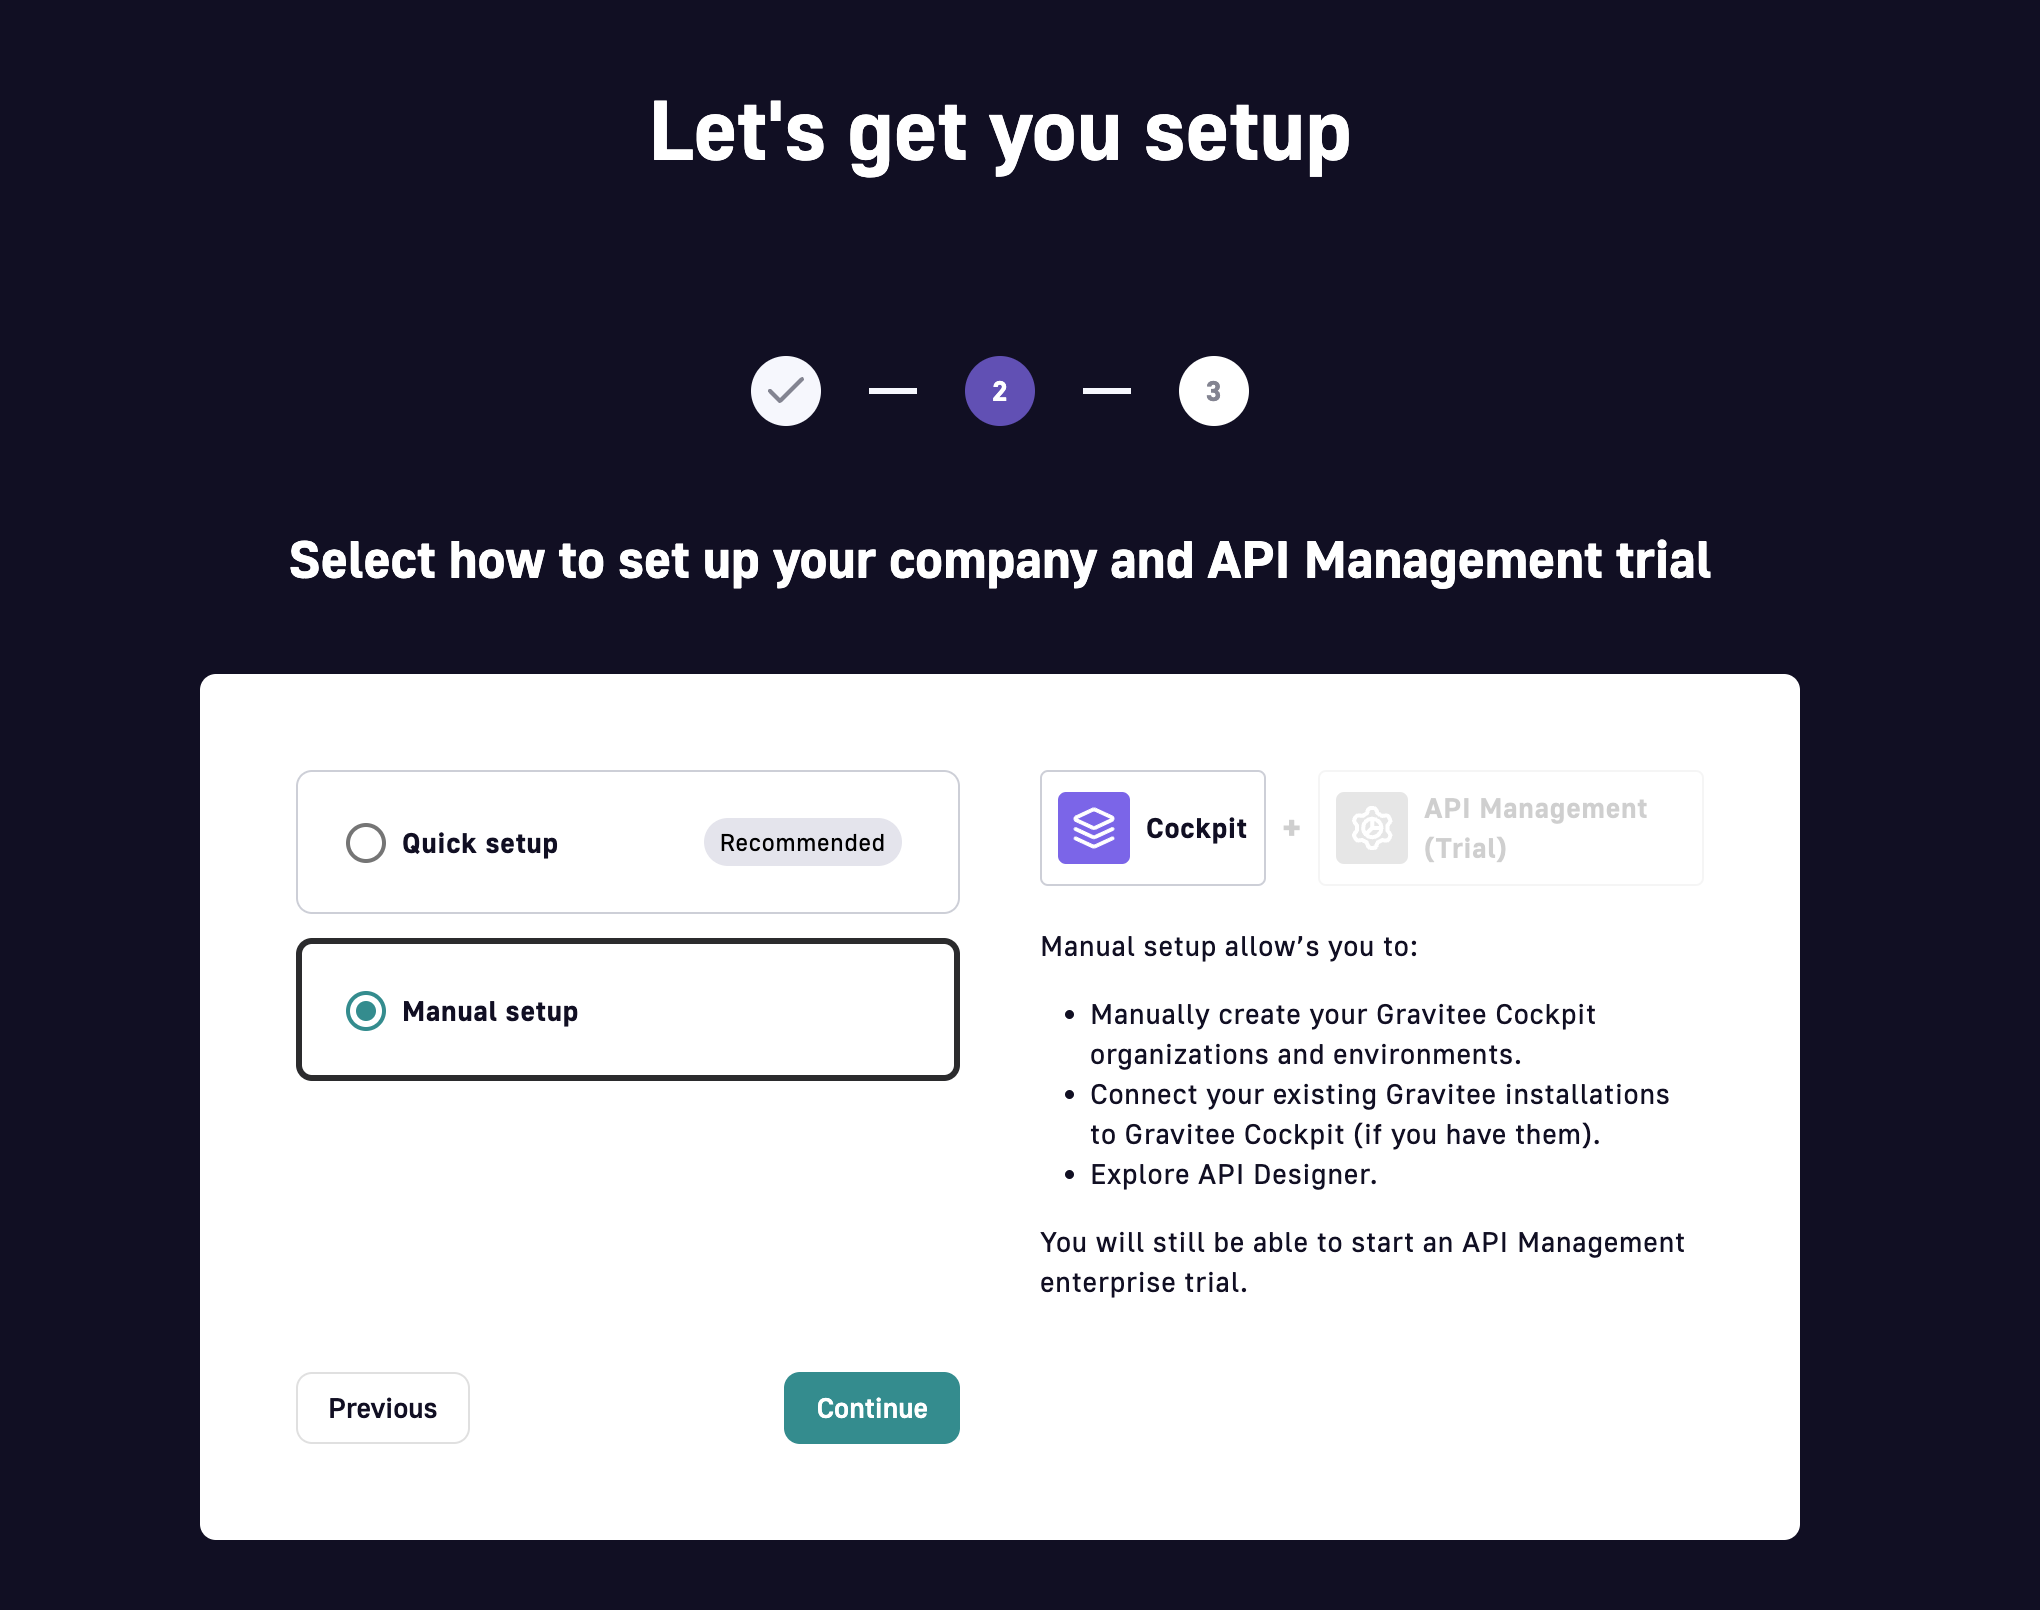 Let's get you setup
2
3
Select how to set up your company and API Management trial
Quick setup
Recommended
Manual setup
Previous
Continue
Cockpit
+
API Management
(Trial)
Manual setup allow’s you to:
• Manually create your Gravitee Cockpit
organizations and environments.
• Connect your existing Gravitee installations
to Gravitee Cockpit (if you have them).
• Explore API Designer.
You will still be able to start an API Management
enterprise trial.